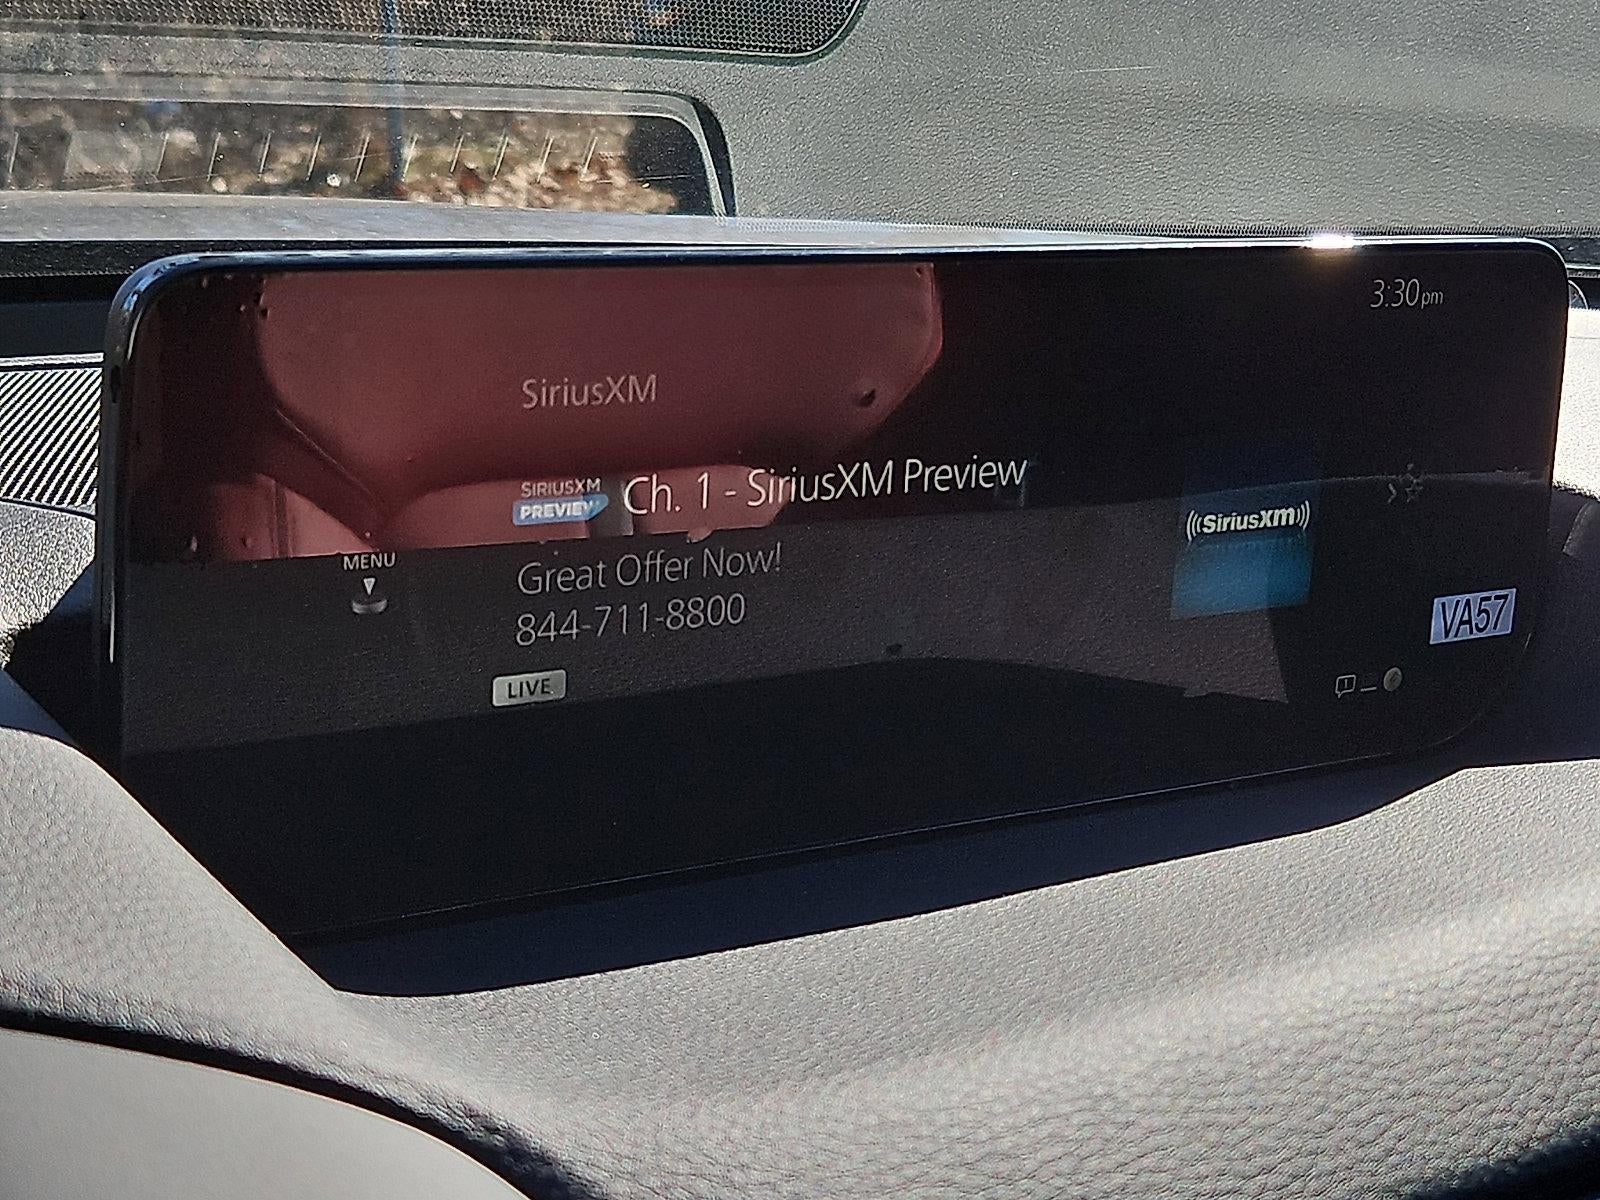 3:30pm
SiriusXM
SIRIUSXM
PREVIEW
Ch. 1 - SiriusXM Preview
((SiriusXM))
MENU
Great Offer Now!
844-711-8800
VA57
LIVE